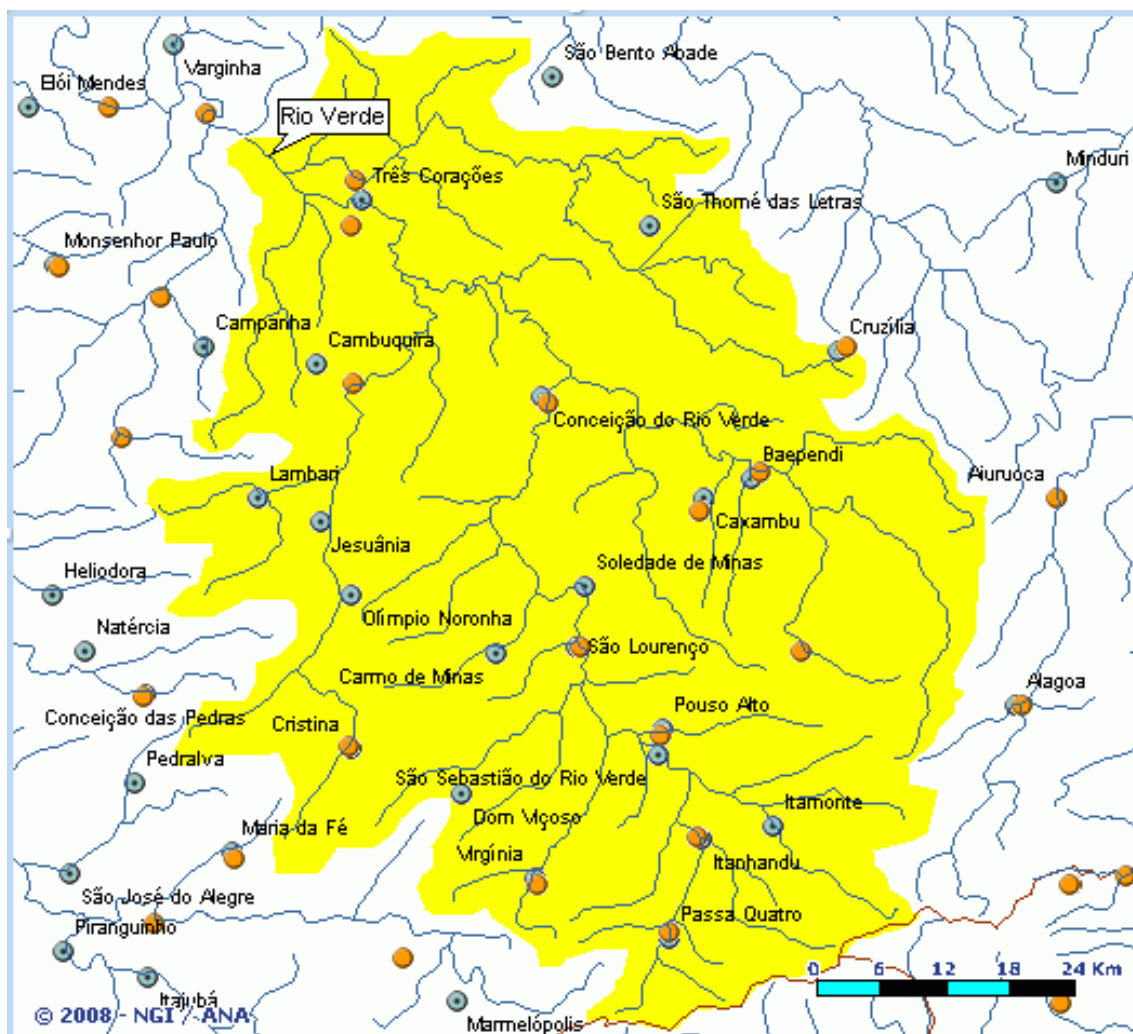 São Bento Abade
Varginha
Elói Mendes
Rio Verde
Minduri
Três Corações
São Thomé das Letras
Monsenhor Paulo
Campanha
Cruzília
Cambuquira
Conceição do Rio Verde
Baependi
Lambari
Aiuruoca
Caxambu
Jesuânia
Soledade de Minas
Heliodora
Olímpio Noronha
Natércia
São Lourenço
Carmo de Minas
Alagoa
Pouso Alto
Conceição das Pedras
Cristina
Pedralva
São Sebastião do Rio Verde
Itamonte
Dom Viçoso
Maria da Fé
Virgínia
Itanhandu
São José do Alegre
Passa Quatro
Piranguinho
0 6 12 18 24 Km
Itajubá
© 2008 - NGI / ANA
Marmelópolis